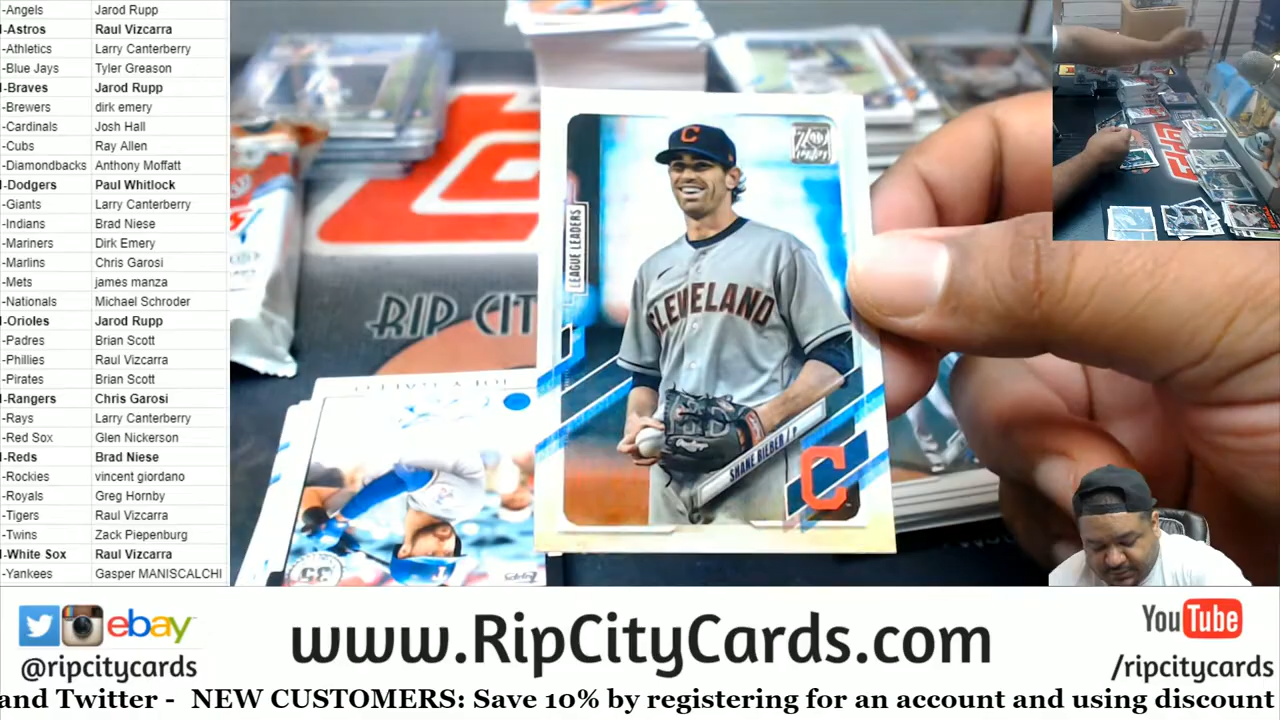 -Angels Jarod Rupp
-Astros Raul Vizcarra
-Athletics Larry Canterberry
-Blue Jays Tyler Greason
-Braves Jarod Rupp
-Brewers dirk emery
-Cardinals Josh Hall
-Cubs Ray Allen
-Diamondbacks Anthony Moffatt
-Dodgers Paul Whitlock
-Giants Larry Canterberry
-Indians Brad Niese
-Mariners Dirk Emery
-Marlins Chris Garosi
-Mets james manza
-Nationals Michael Schroder
-Orioles Jarod Rupp
-Padres Brian Scott
-Phillies Raul Vizcarra
-Pirates Brian Scott
-Rangers Chris Garosi
-Rays Larry Canterberry
-Red Sox Glen Nickerson
-Reds Brad Niese
-Rockies vincent giordano
-Royals Greg Hornby
-Tigers Raul Vizcarra
-Twins Zack Piepenburg
-White Sox Raul Vizcarra
-Yankees Gasper MANISCALCHI
C
LEAGUE LEADERS
CLEVELAND
Rawlings
SHANE BIEBER / P
C
RIP CIT
JOEY GALLO
35
Topps
ebay
@ripcitycards
www.RipCityCards.com
YouTube
/ripcitycards
and Twitter - NEW CUSTOMERS: Save 10% by registering for an account and using discount